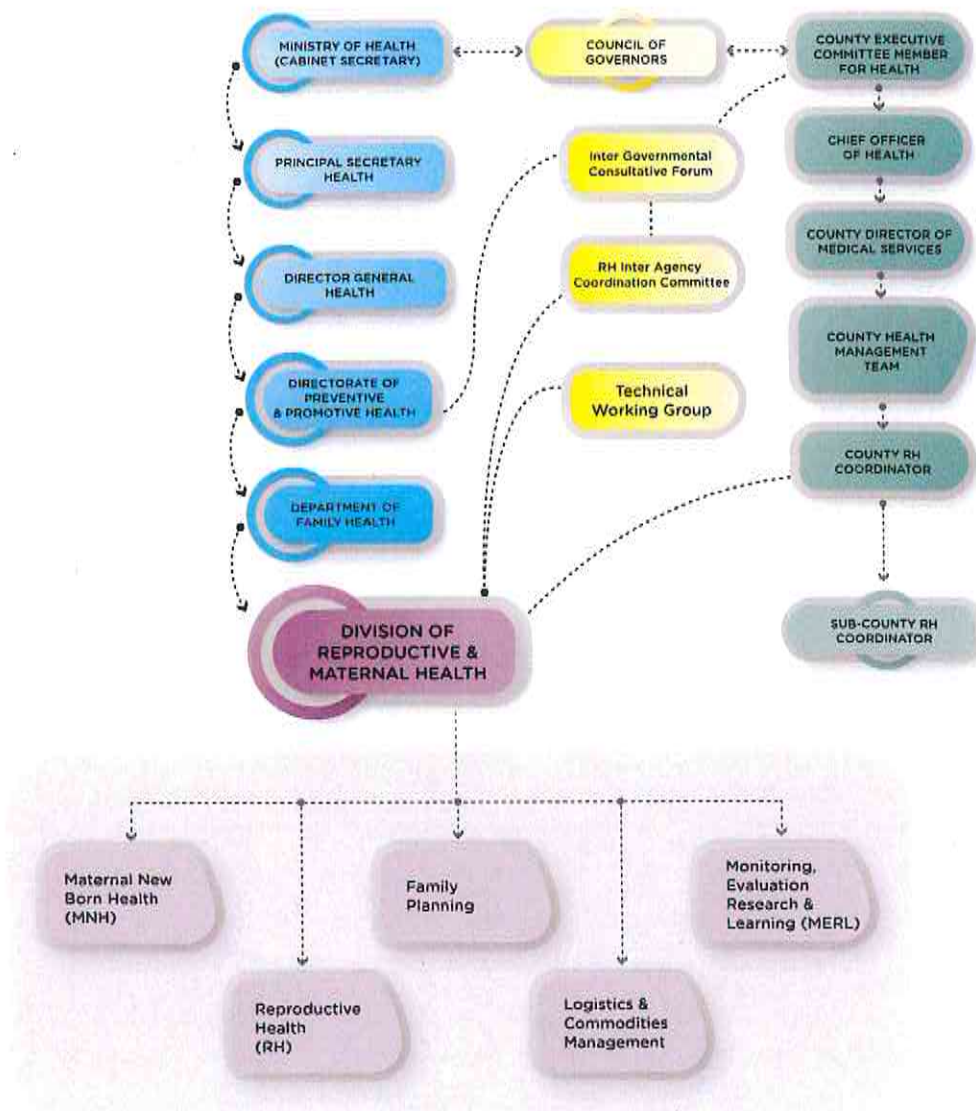 MINISTRY OF HEALTH
(CABINET SECRETARY)
COUNCIL OF
GOVERNORS
COUNTY EXECUTIVE
COMMITTEE MEMBER
FOR HEALTH
PRINCIPAL SECRETARY
HEALTH
Inter Governmental
Consultative Forum
CHIEF OFFICER
OF HEALTH
DIRECTOR GENERAL
HEALTH
RH Inter Agency
Coordination Committee
COUNTY DIRECTOR OF
MEDICAL SERVICES
DIRECTORATE OF
PREVENTIVE
& PROMOTIVE HEALTH
Technical
Working Group
COUNTY HEALTH
MANAGEMENT
TEAM
DEPARTMENT OF
FAMILY HEALTH
COUNTY RH
COORDINATOR
DIVISION OF
REPRODUCTIVE &
MATERNAL HEALTH
SUB-COUNTY RH
COORDINATOR
Maternal New
Born Health
(MNH)
Family
Planning
Monitoring,
Evaluation
Research &
Learning (MERL)
Reproductive
Health
(RH)
Logistics &
Commodities
Management